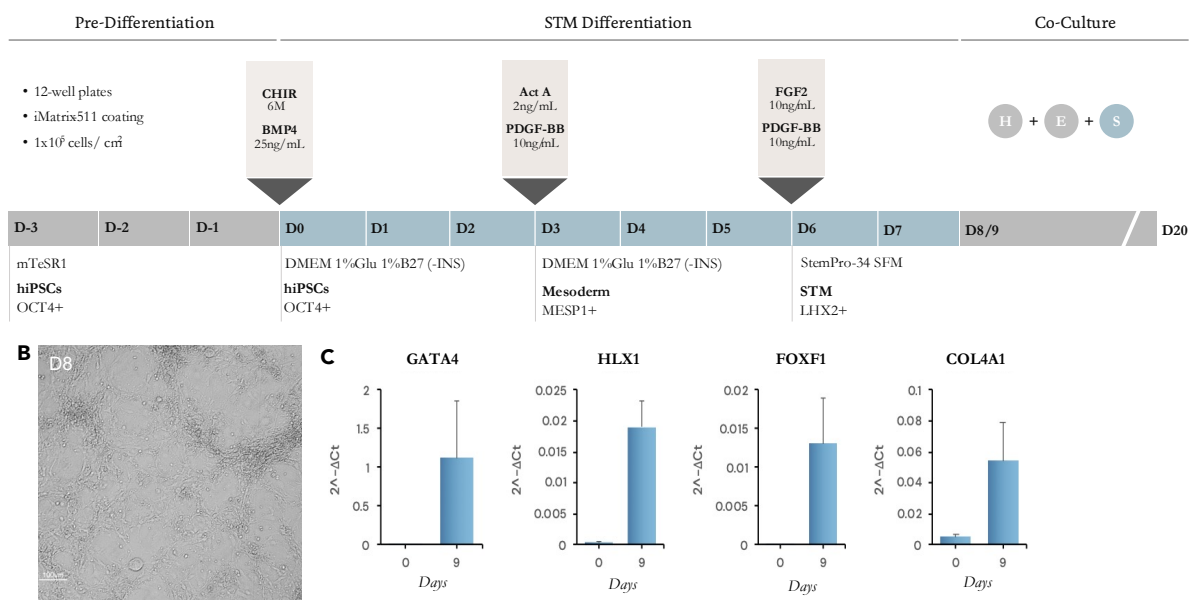 Pre-Differentiation
STM Differentiation
Co-Culture
• 12-well plates
• iMatrix511 coating
• 1x10⁵ cells/ cm²
CHIR
6M
BMP4
25ng/mL
Act A
2ng/mL
PDGF-BB
10ng/mL
FGF2
10ng/mL
PDGF-BB
10ng/mL
H + E + S
D-3
D-2
D-1
D0
D1
D2
D3
D4
D5
D6
D7
D8/9
D20
mTeSR1
hiPSCs
OCT4+
DMEM 1%Glu 1%B27 (-INS)
hiPSCs
OCT4+
DMEM 1%Glu 1%B27 (-INS)
Mesoderm
MESP1+
StemPro-34 SFM
STM
LHX2+
B
D8
100um
C
GATA4
2^-ΔCt
2
1.5
1
0.5
0
0 9
Days
HLX1
2^-ΔCt
0.025
0.02
0.015
0.01
0.005
0
0 9
Days
FOXF1
2^-ΔCt
0.02
0.015
0.01
0.005
0
0 9
Days
COL4A1
2^-ΔCt
0.1
0.08
0.06
0.04
0.02
0
0 9
Days